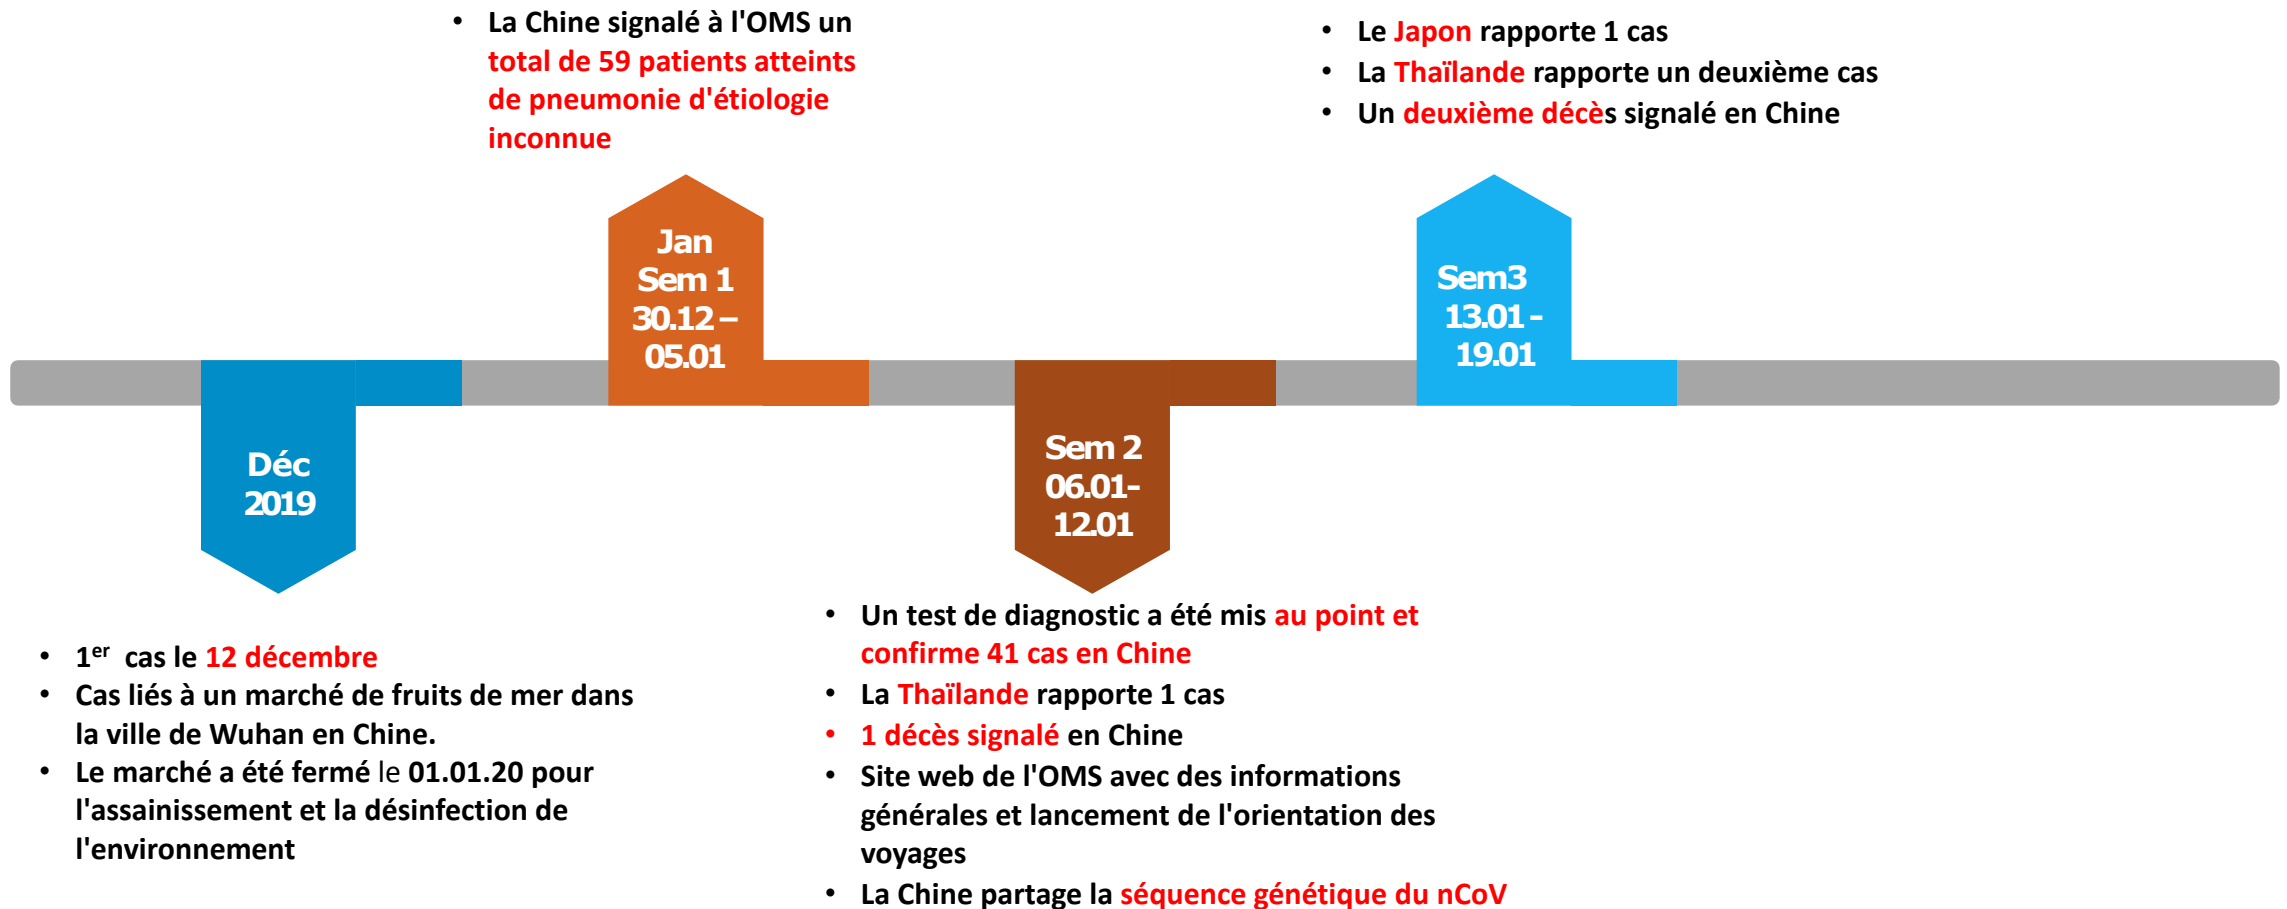 • La Chine signalé à l'OMS un
total de 59 patients atteints
de pneumonie d'étiologie
inconnue
• Le Japon rapporte 1 cas
• La Thaïlande rapporte un deuxième cas
• Un deuxième décès signalé en Chine
Jan
Sem 1
30.12 –
05.01
Sem3
13.01 -
19.01
Déc
2019
Sem 2
06.01-
12.01
• 1er cas le 12 décembre
• Cas liés à un marché de fruits de mer dans
la ville de Wuhan en Chine.
• Le marché a été fermé le 01.01.20 pour
l'assainissement et la désinfection de
l'environnement
• Un test de diagnostic a été mis au point et
confirme 41 cas en Chine
• La Thaïlande rapporte 1 cas
• 1 décès signalé en Chine
• Site web de l'OMS avec des informations
générales et lancement de l'orientation des
voyages
• La Chine partage la séquence génétique du nCoV